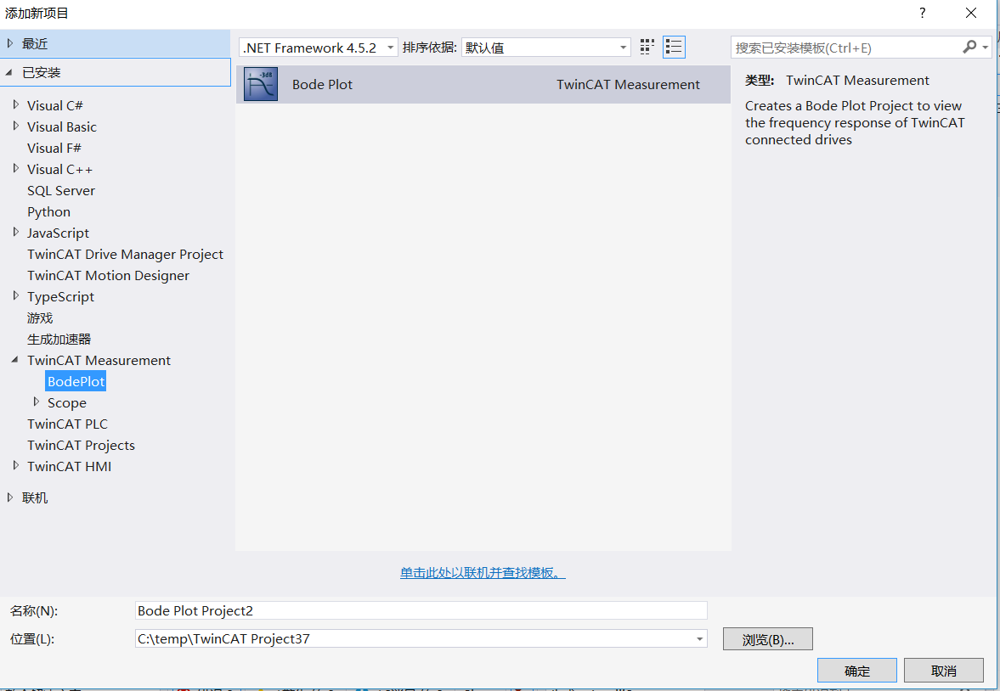 添加新项目
?
最近
已安装
.NET Framework 4.5.2
排序依据:
默认值
搜索已安装模板(Ctrl+E)
Visual C#
Visual Basic
Visual F#
Visual C++
SQL Server
Python
JavaScript
TwinCAT Drive Manager Project
TwinCAT Motion Designer
TypeScript
游戏
生成加速器
TwinCAT Measurement
BodePlot
Scope
TwinCAT PLC
TwinCAT Projects
TwinCAT HMI
联机
-3dB
Bode Plot
TwinCAT Measurement
类型: TwinCAT Measurement
Creates a Bode Plot Project to view
the frequency response of TwinCAT
connected drives
单击此处以联机并查找模板。
名称(N):
Bode Plot Project2
位置(L):
C:\temp\TwinCAT Project37
浏览(B)...
确定
取消